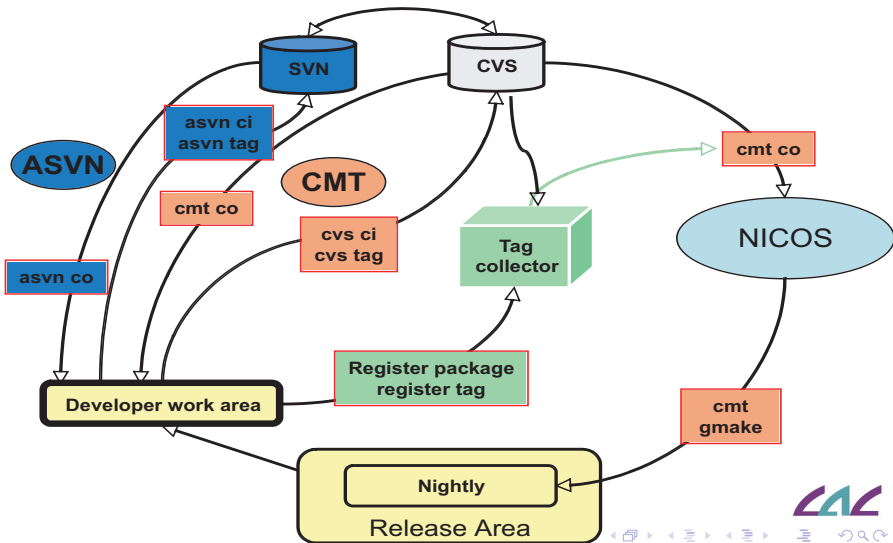 SVN
CVS
asvn ci
asvn tag
ASVN
CMT
cmt co
cmt co
cvs ci
cvs tag
Tag
collector
NICOS
asvn co
Register package
register tag
Developer work area
cmt
gmake
Nightly
Release Area
CAC